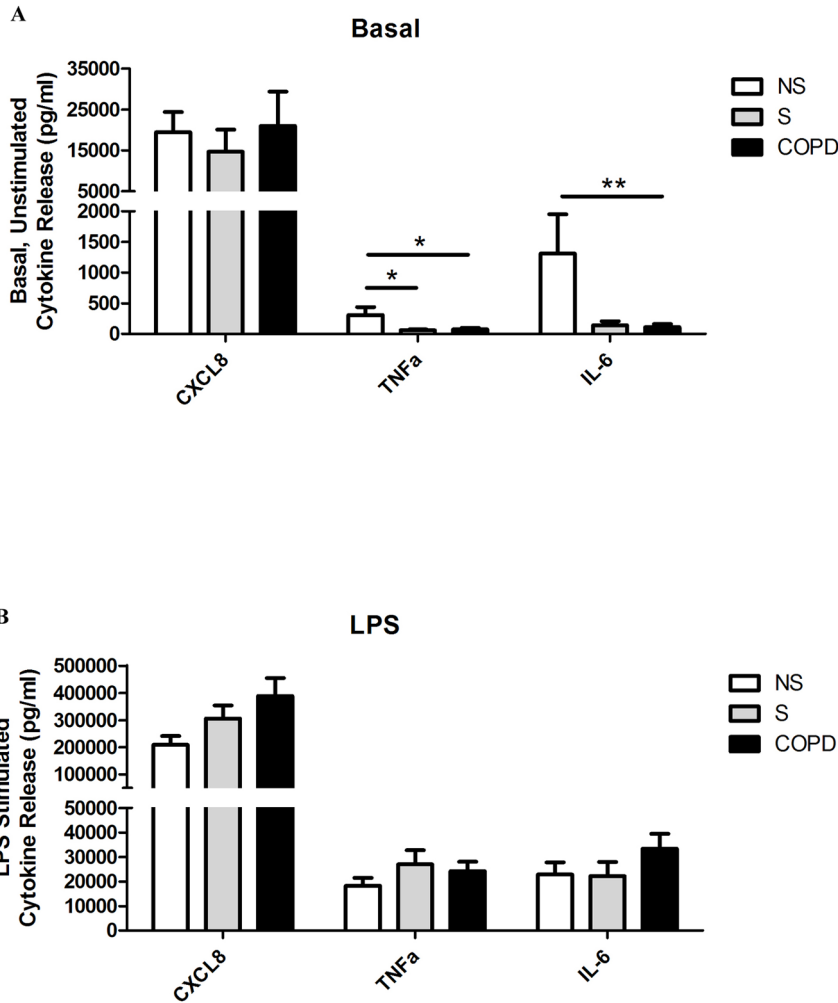 A
Basal
Basal, Unstimulated
Cytokine Release (pg/ml)
35000
25000
15000
5000
2000
1500
1000
500
0
* 
*
**
NS
S
COPD
CXCL8
TNFa
IL-6
B
LPS
LPS Stimulated
Cytokine Release (pg/ml)
500000
400000
300000
200000
100000
50000
40000
30000
20000
10000
0
NS
S
COPD
CXCL8
TNFa
IL-6